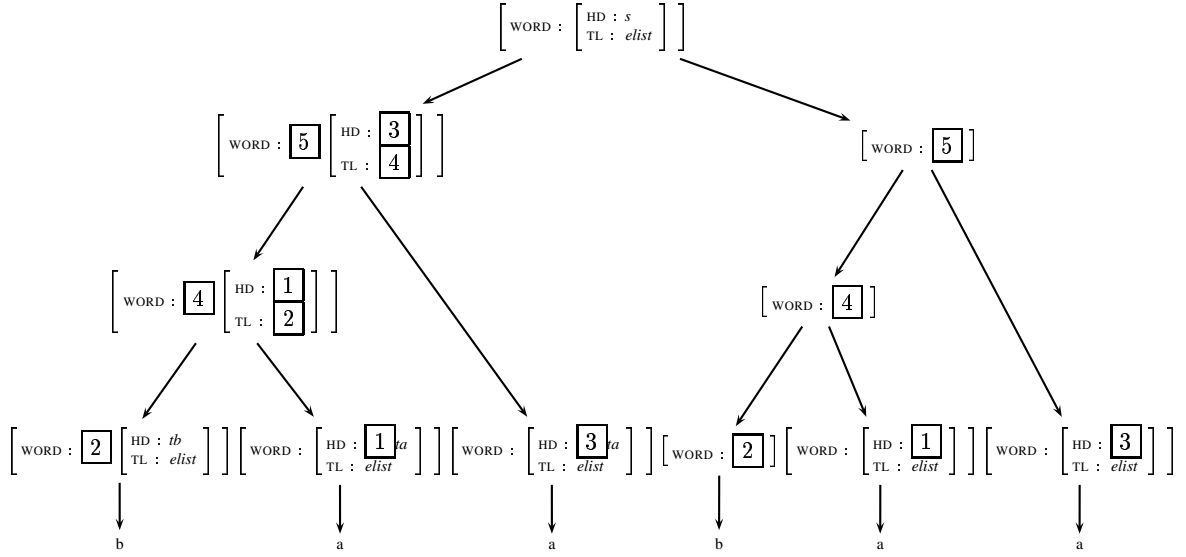 WORD : HD : s
TL : elist
WORD : 5 HD : 3
TL : 4
WORD : 5
WORD : 4 HD : 1
TL : 2
WORD : 4
WORD : 2 HD : tb
TL : elist
WORD : HD : 1 ta
TL : elist
WORD : HD : 3 ta
TL : elist
WORD : 2
WORD : HD : 1
TL : elist
WORD : HD : 3
TL : elist
b a a b a a